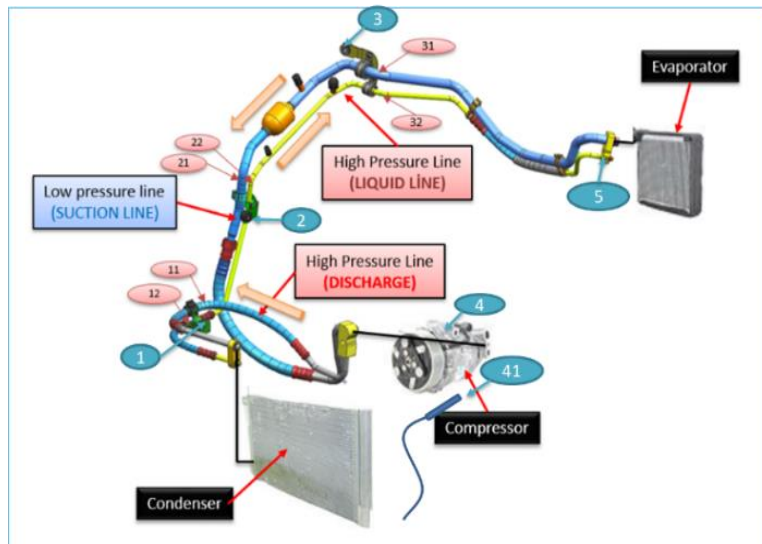 3
31
Evaporator
32
22
21
High Pressure Line
(LIQUID LİNE)
Low pressure line
(SUCTION LINE)
2
5
11
High Pressure Line
(DISCHARGE)
12
4
1
41
Compressor
Condenser